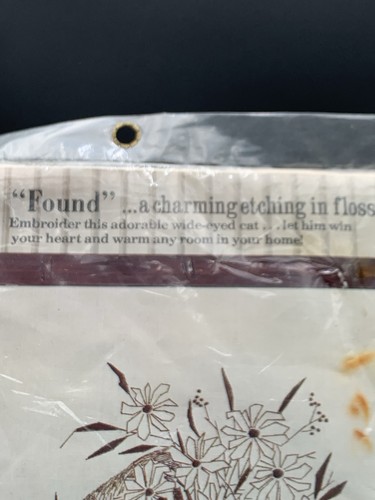 “Found” ...a charming etching in floss
Embroider this adorable wide-eyed cat . . . let him win
your heart and warm any room in your home!